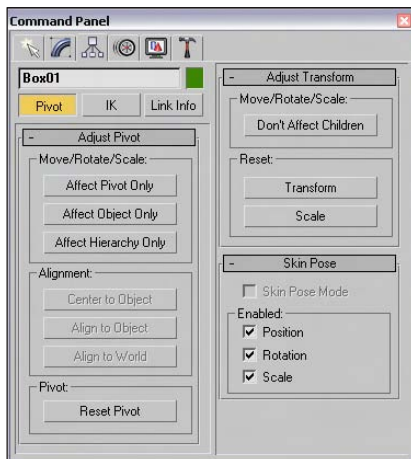 Command Panel
Box01
Pivot IK Link Info
- Adjust Pivot
Move/Rotate/Scale:
Affect Pivot Only
Affect Object Only
Affect Hierarchy Only
Alignment:
Center to Object
Align to Object
Align to World
Pivot:
Reset Pivot
- Adjust Transform
Move/Rotate/Scale:
Don't Affect Children
Reset:
Transform
Scale
- Skin Pose
Skin Pose Mode
Enabled:
Position
Rotation
Scale